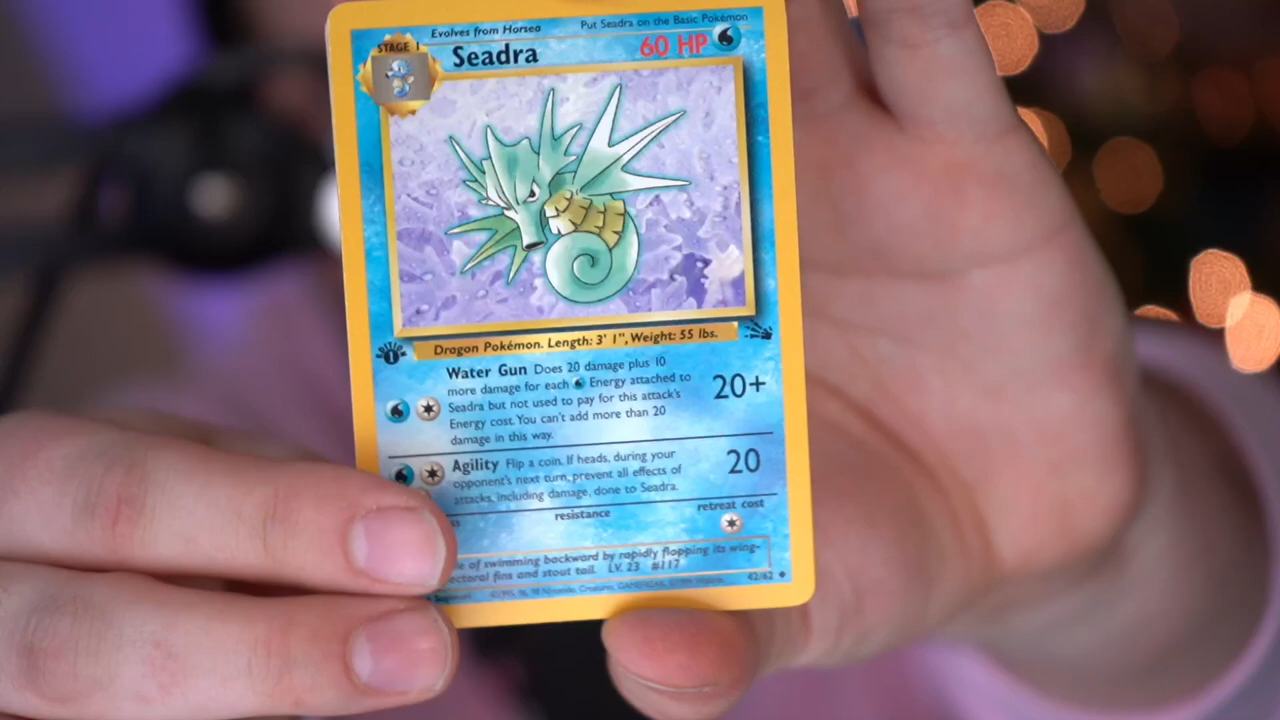 Evolves from Horsea
Put Seadra on the Basic Pokémon
STAGE 1
Seadra
60 HP
Dragon Pokémon. Length: 3' 1", Weight: 55 lbs.
EDITION
1
Water Gun Does 20 damage plus 10
more damage for each Energy attached to
Seadra but not used to pay for this attack's
Energy cost. You can't add more than 20
damage in this way.
20+
Agility Flip a coin. If heads, during your
opponent's next turn, prevent all effects of
attacks, including damage, done to Seadra.
20
resistance
retreat cost
of swimming backward by rapidly flapping its wing-
pectoral fins and stout tail. LV. 23 #117
42/62